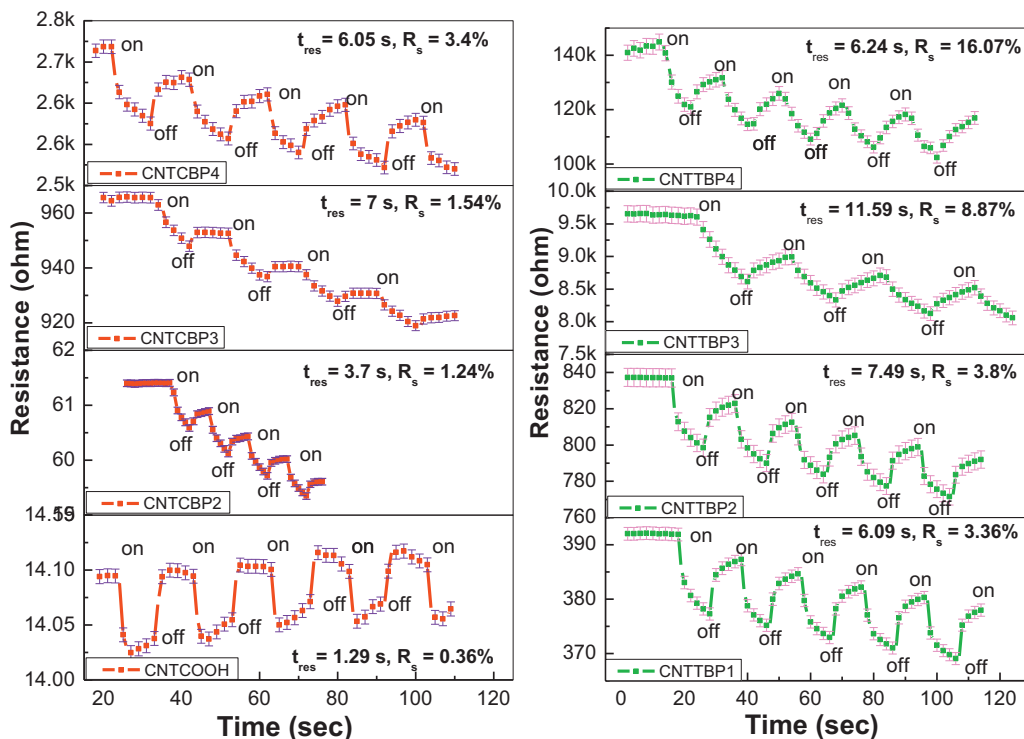 2.8k
on
t_res = 6.05 s, R_s = 3.4%
2.7k
on
on
on
on
2.6k
off
off
off
off
2.6k
CNTCBP4
2.5k
960
on
t_res = 7 s, R_s = 1.54%
on
on
on
940
off
off
off
off
920
CNTCBP3
62
on
t_res = 3.7 s, R_s = 1.24%
61
on
on
on
off
off
60
off
off
CNTCBP2
14.15
on
on
on
on
on
14.10
off
off
off
off
14.05
CNTCOOH
t_res = 1.29 s, R_s = 0.36%
14.00
20
40
60
80
100
120
Time (sec)
Resistance (ohm)
140k
on
t_res = 6.24 s, R_s = 16.07%
on
on
on
on
120k
off
off
off
off
off
100k
CNTTBP4
10.0k
on
t_res = 11.59 s, R_s = 8.87%
9.5k
on
on
on
9.0k
off
off
off
off
8.5k
8.0k
CNTTBP3
7.5k
840
on
t_res = 7.49 s, R_s = 3.8%
on
on
on
on
820
800
off
off
off
off
off
780
CNTTBP2
760
on
t_res = 6.09 s, R_s = 3.36%
390
on
on
on
on
on
380
off
off
off
off
off
370
CNTTBP1
0
20
40
60
80
100
120
Time (sec)
Resistance (ohm)